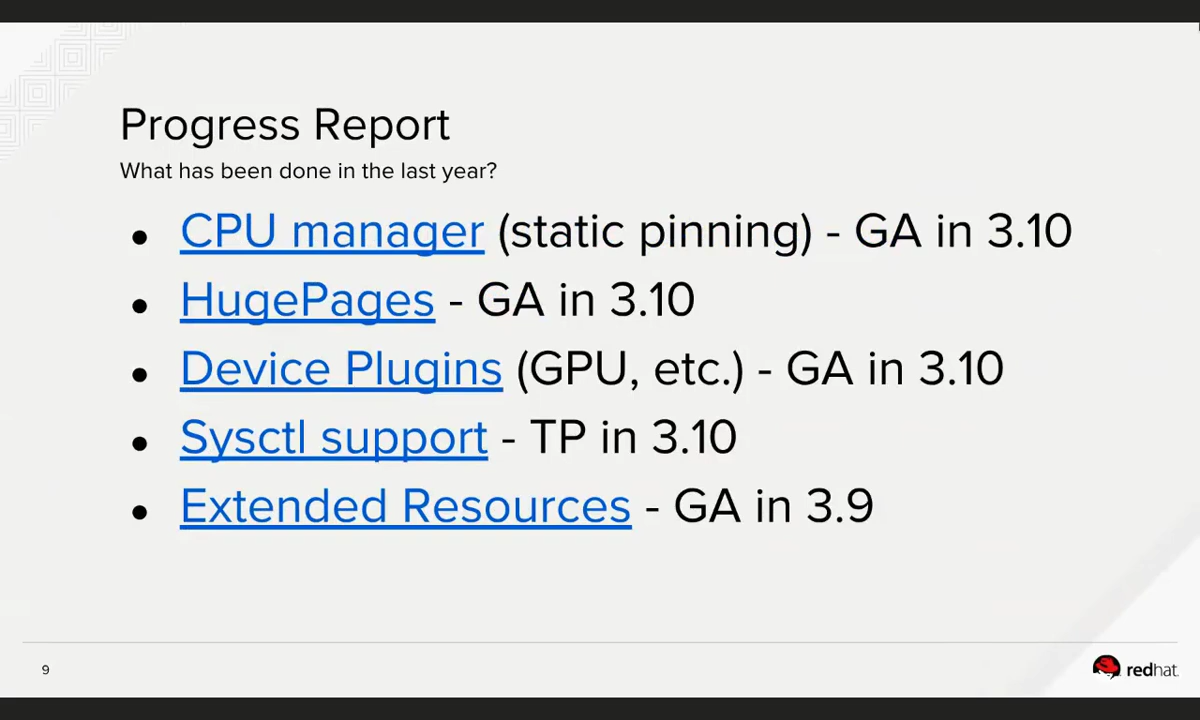 Progress Report
What has been done in the last year?
● CPU manager (static pinning) - GA in 3.10
● HugePages - GA in 3.10
● Device Plugins (GPU, etc.) - GA in 3.10
● Sysctl support - TP in 3.10
● Extended Resources - GA in 3.9
9
redhat.